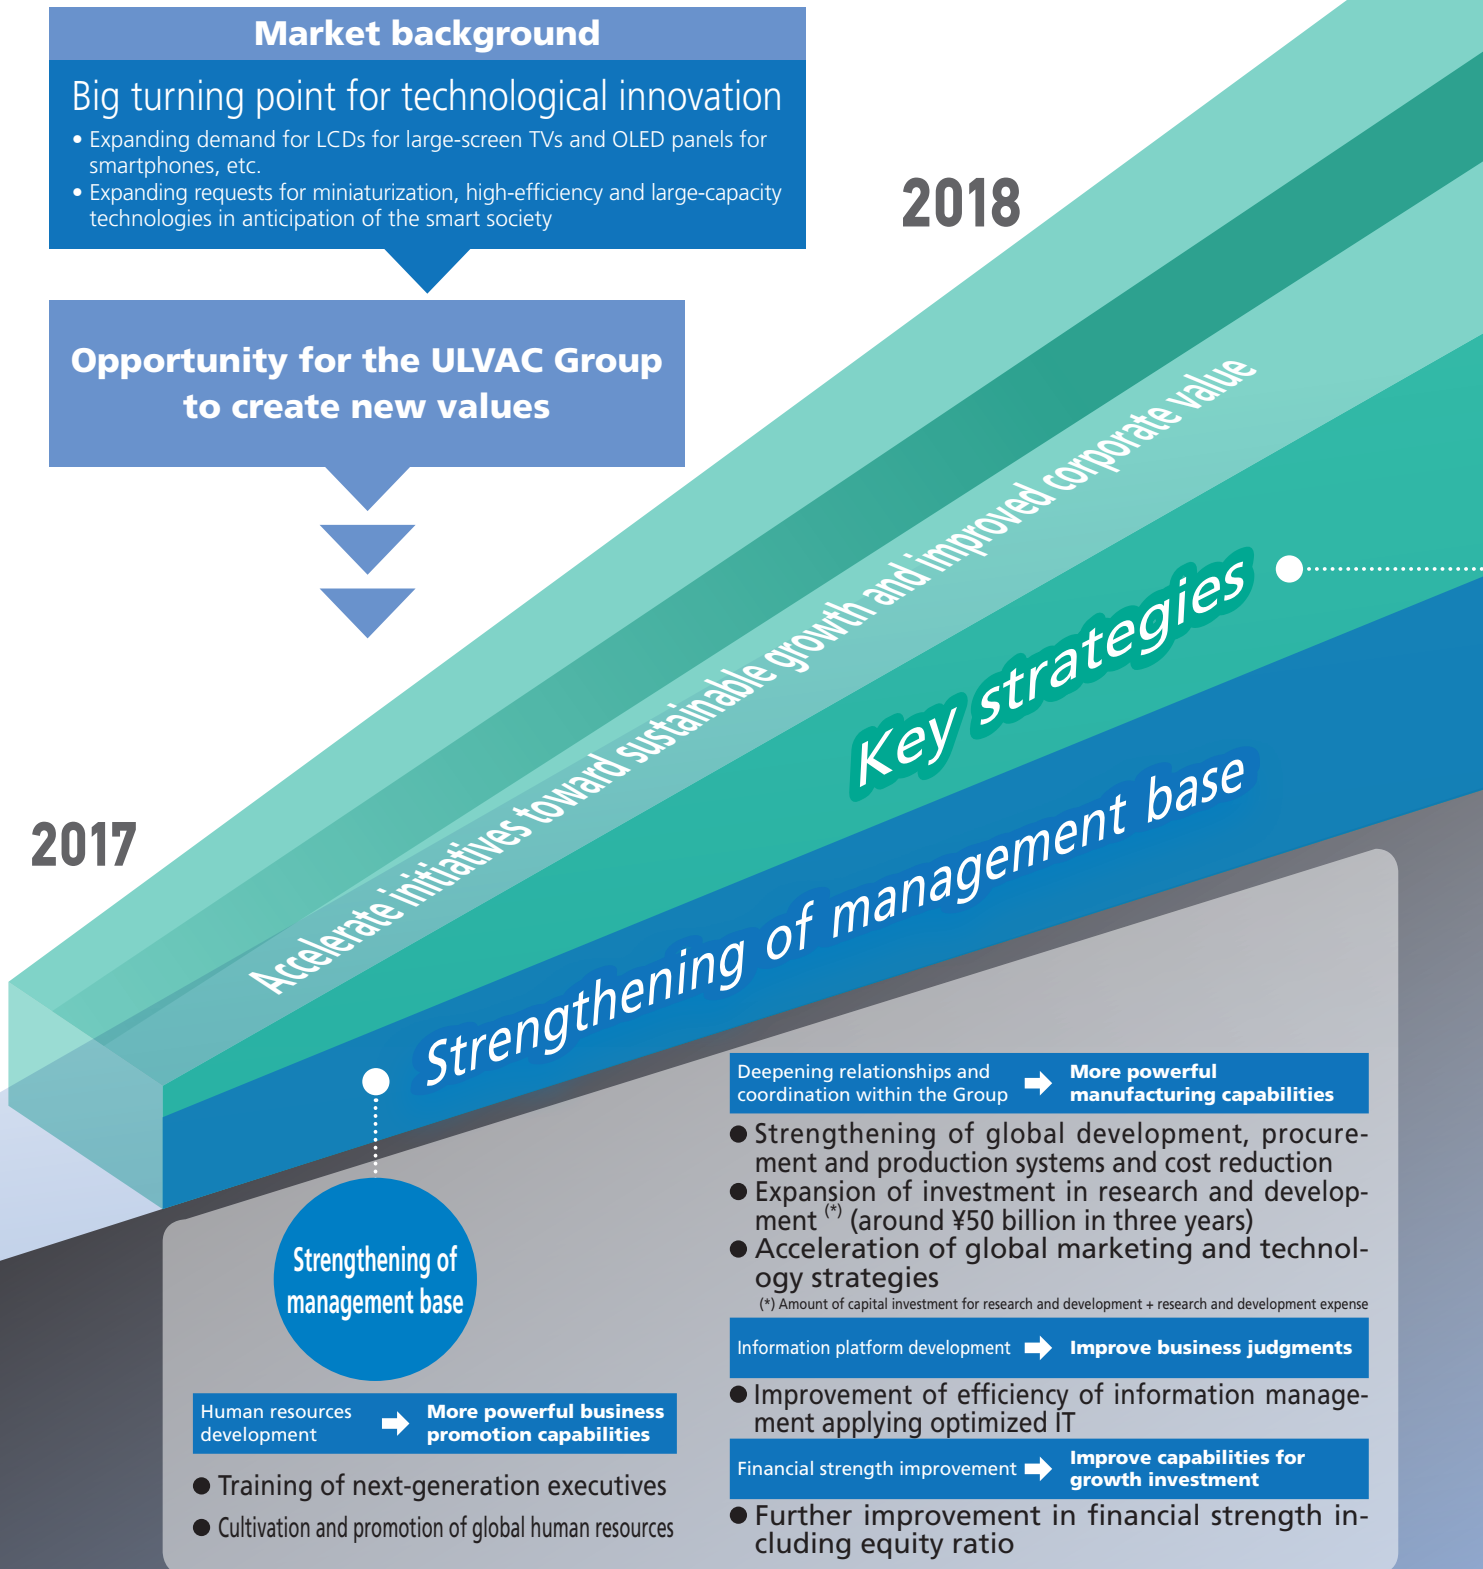 Market background
Big turning point for technological innovation
• Expanding demand for LCDs for large-screen TVs and OLED panels for
smartphones, etc.
• Expanding requests for miniaturization, high-efficiency and large-capacity
technologies in anticipation of the smart society
Opportunity for the ULVAC Group
to create new values
2018
2017
Accelerate initiatives toward sustainable growth and improved corporate value
Key strategies
Strengthening of management base
Strengthening of
management base
Human resources
development
More powerful business
promotion capabilities
● Training of next-generation executives
● Cultivation and promotion of global human resources
Deepening relationships and
coordination within the Group
More powerful
manufacturing capabilities
● Strengthening of global development, procure-
ment and production systems and cost reduction
● Expansion of investment in research and develop-
ment (*) (around ¥50 billion in three years)
● Acceleration of global marketing and technol-
ogy strategies
(*) Amount of capital investment for research and development + research and development expense
Information platform development
Improve business judgments
● Improvement of efficiency of information manage-
ment applying optimized IT
Financial strength improvement
Improve capabilities for
growth investment
● Further improvement in financial strength in-
cluding equity ratio